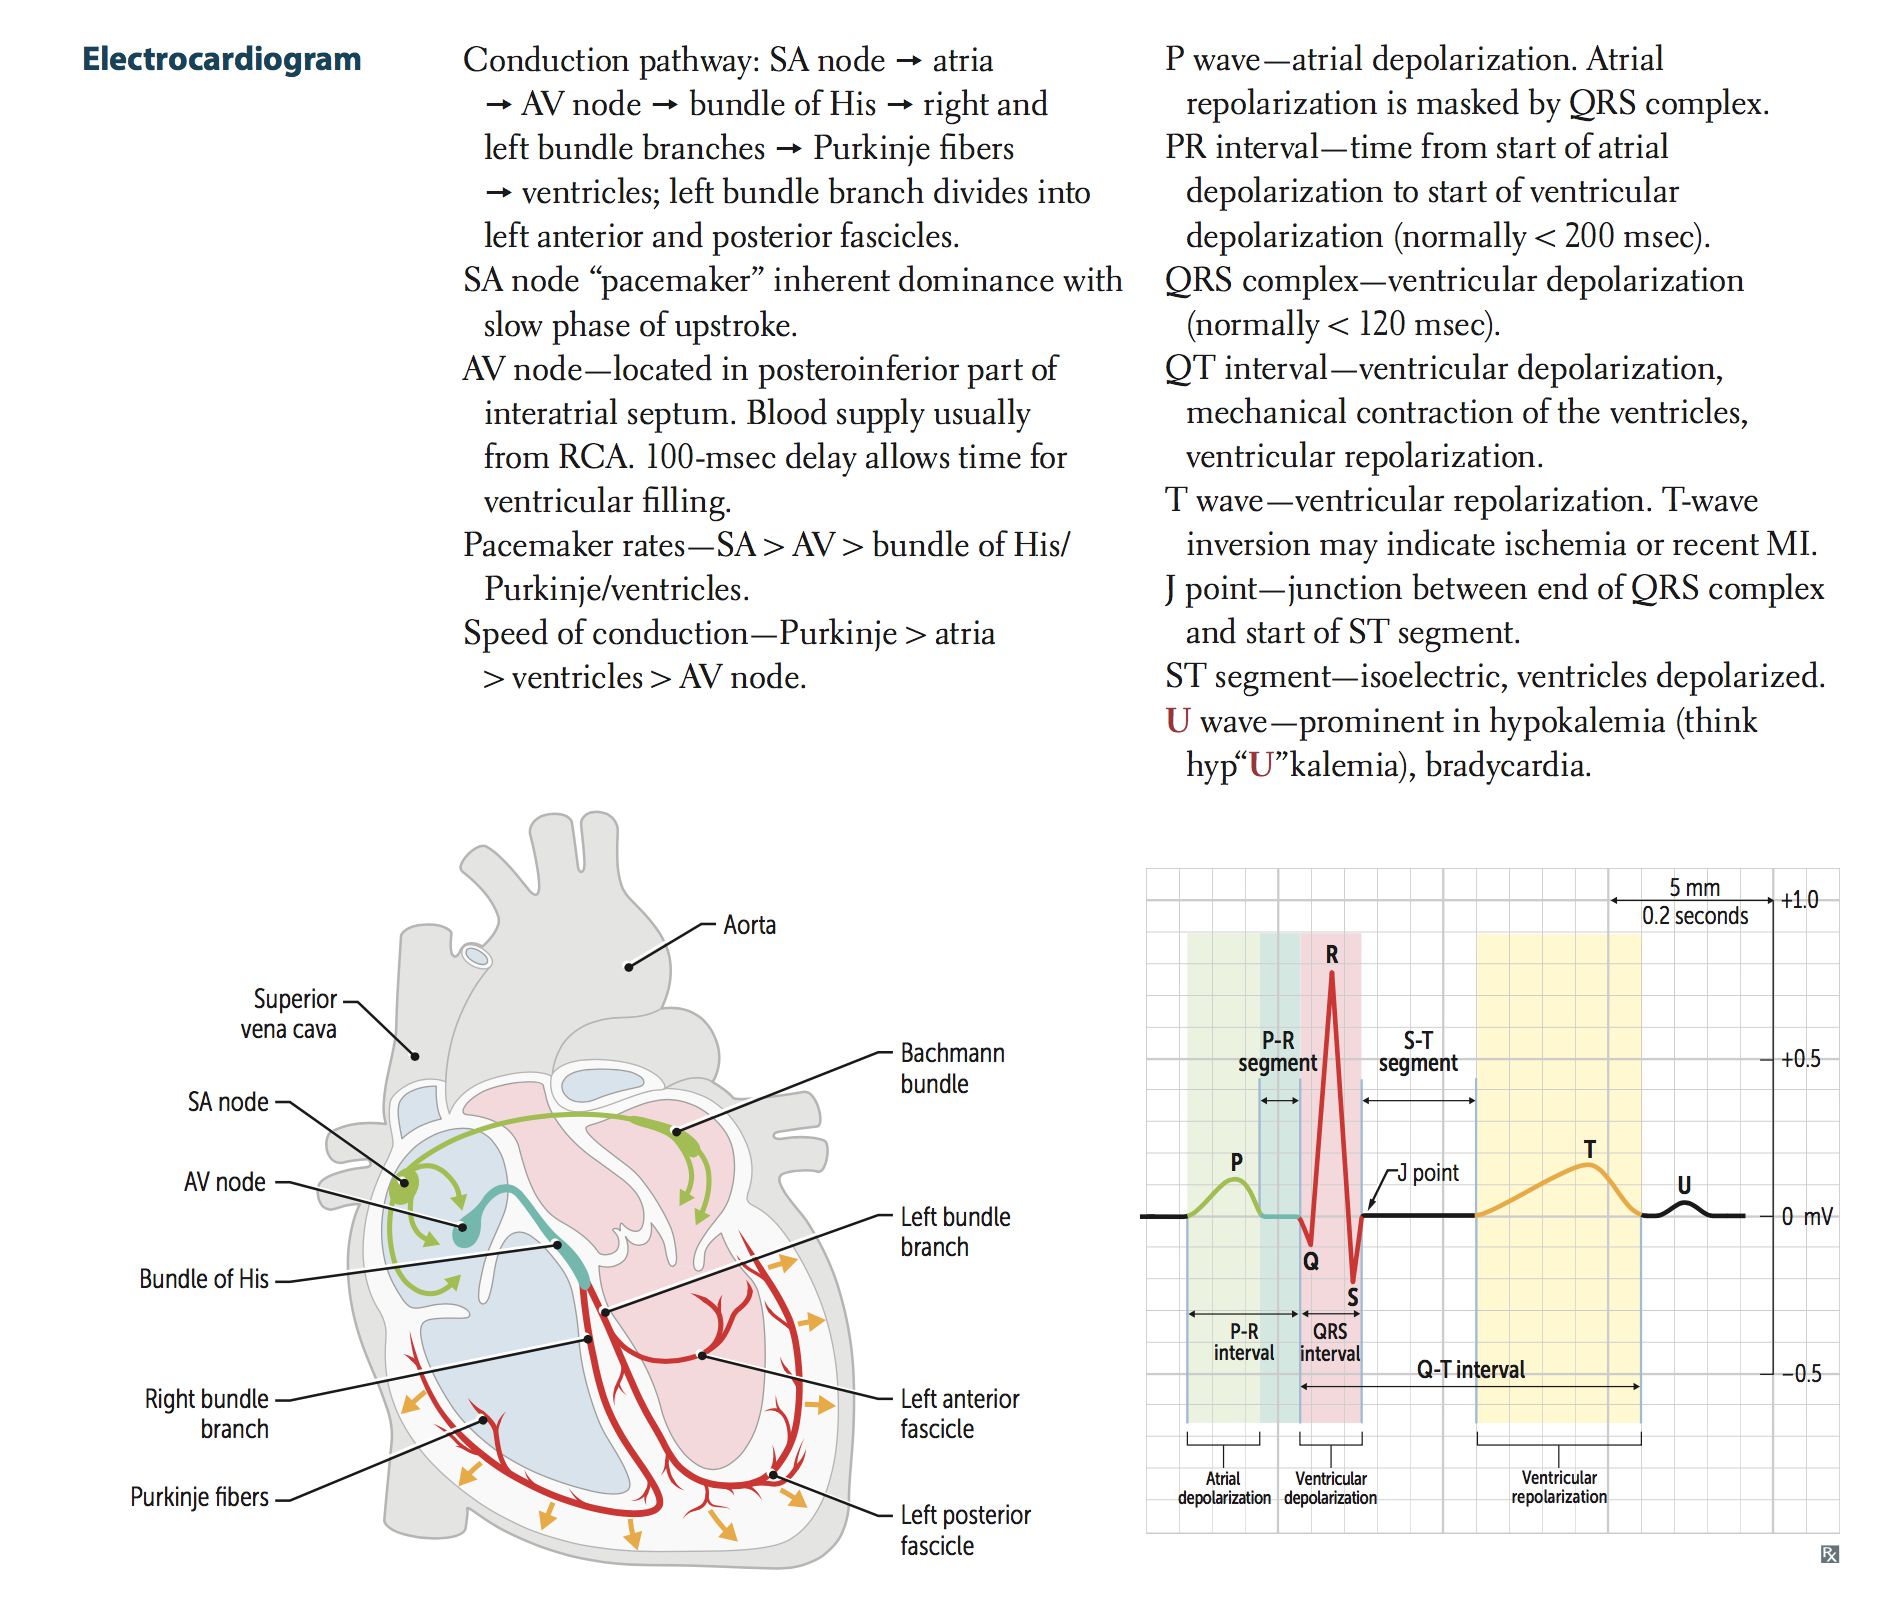 Electrocardiogram
Conduction pathway: SA node → atria
→ AV node → bundle of His → right and
left bundle branches → Purkinje fibers
→ ventricles; left bundle branch divides into
left anterior and posterior fascicles.
SA node “pacemaker” inherent dominance with
slow phase of upstroke.
AV node—located in posteroinferior part of
interatrial septum. Blood supply usually
from RCA. 100-msec delay allows time for
ventricular filling.
Pacemaker rates—SA > AV > bundle of His/
Purkinje/ventricles.
Speed of conduction—Purkinje > atria
> ventricles > AV node.
P wave—atrial depolarization. Atrial
repolarization is masked by QRS complex.
PR interval—time from start of atrial
depolarization to start of ventricular
depolarization (normally < 200 msec).
QRS complex—ventricular depolarization
(normally < 120 msec).
QT interval—ventricular depolarization,
mechanical contraction of the ventricles,
ventricular repolarization.
T wave—ventricular repolarization. T-wave
inversion may indicate ischemia or recent MI.
J point—junction between end of QRS complex
and start of ST segment.
ST segment—isoelectric, ventricles depolarized.
U wave—prominent in hypokalemia (think
hyp“U”kalemia), bradycardia.
Aorta
Superior
vena cava
SA node
AV node
Bundle of His
Right bundle
branch
Purkinje fibers
Bachmann
bundle
Left bundle
branch
Left anterior
fascicle
Left posterior
fascicle
5 mm
0.2 seconds
+1.0
R
P-R
segment
S-T
segment
+0.5
P
J point
T
U
0 mV
Q
S
P-R
interval
QRS
interval
Q-T interval
−0.5
Atrial
depolarization
Ventricular
depolarization
Ventricular
repolarization
Rx